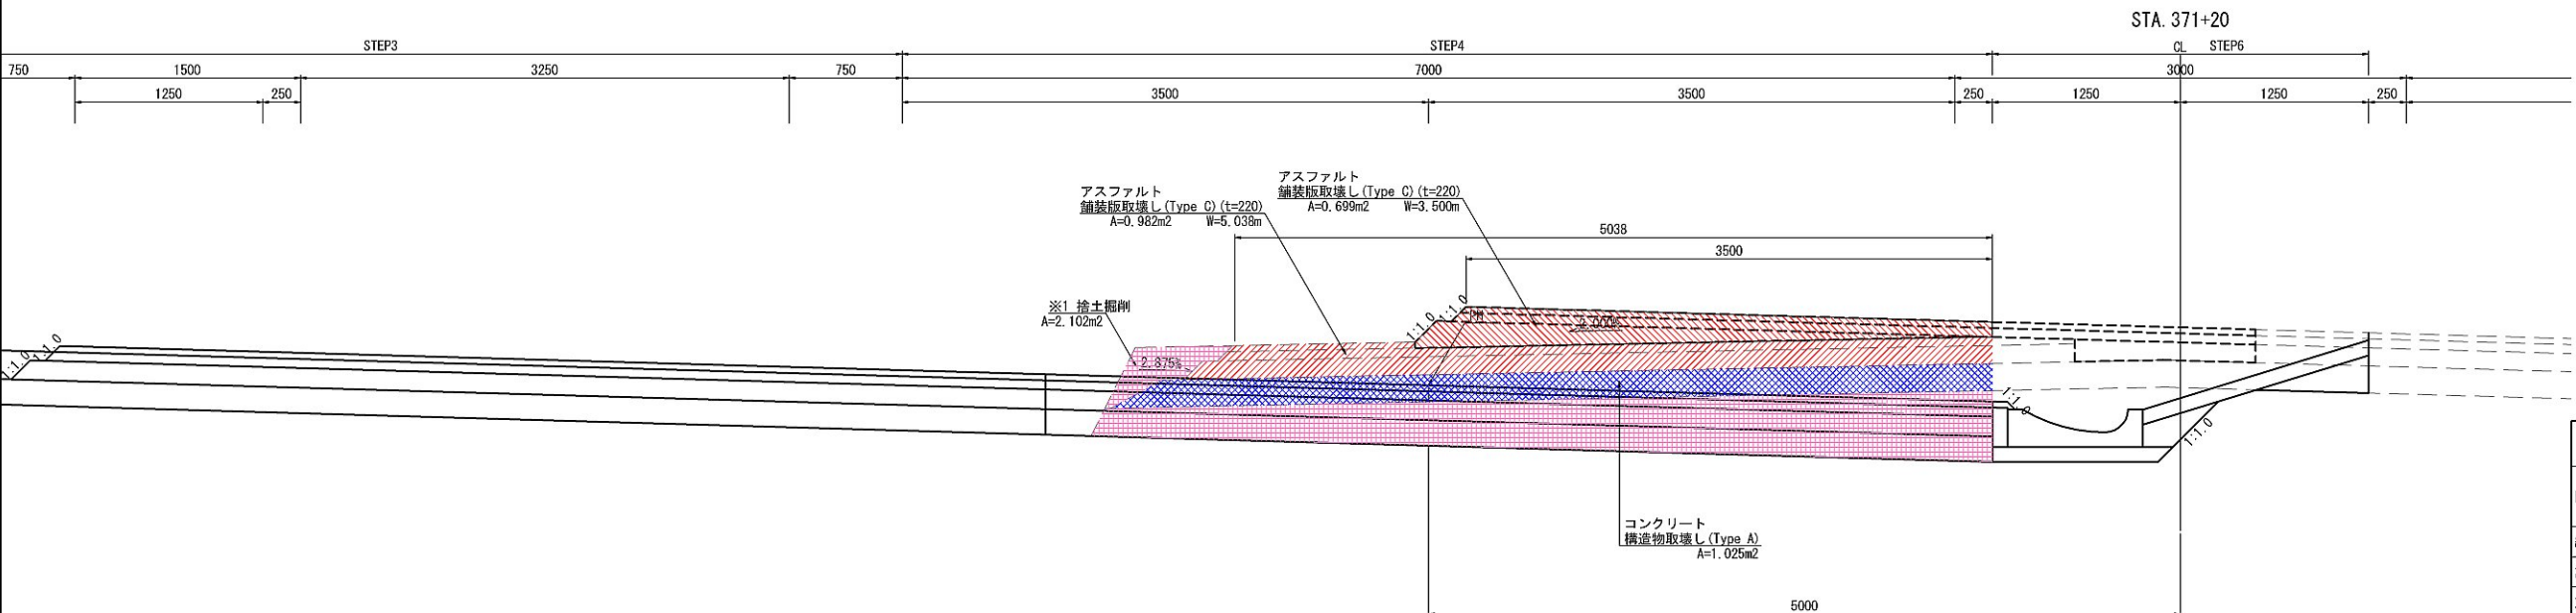 STA. 371+20
STEP3
STEP4
CL STEP6
750
1500
3250
750
7000
3000
1250
250
3500
3500
250
1250
1250
250
アスファルト
舗装版取壊し(Type C)(t=220)
A=0.699m2 W=3.500m
アスファルト
舗装版取壊し(Type C)(t=220)
A=0.982m2 W=5.038m
5038
3500
※1 捨土掘削
A=2.102m2
1:1.0
1:1.0
2.000%
1:1.0
1:1.0
2.875%
1:1.0
1:1.0
コンクリート
構造物取壊し(Type A)
A=1.025m2
5000